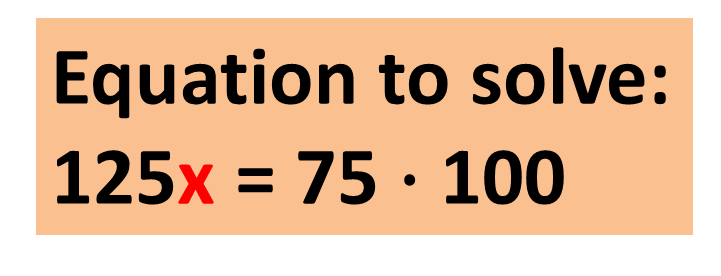 Equation to solve:
125x = 75 · 100